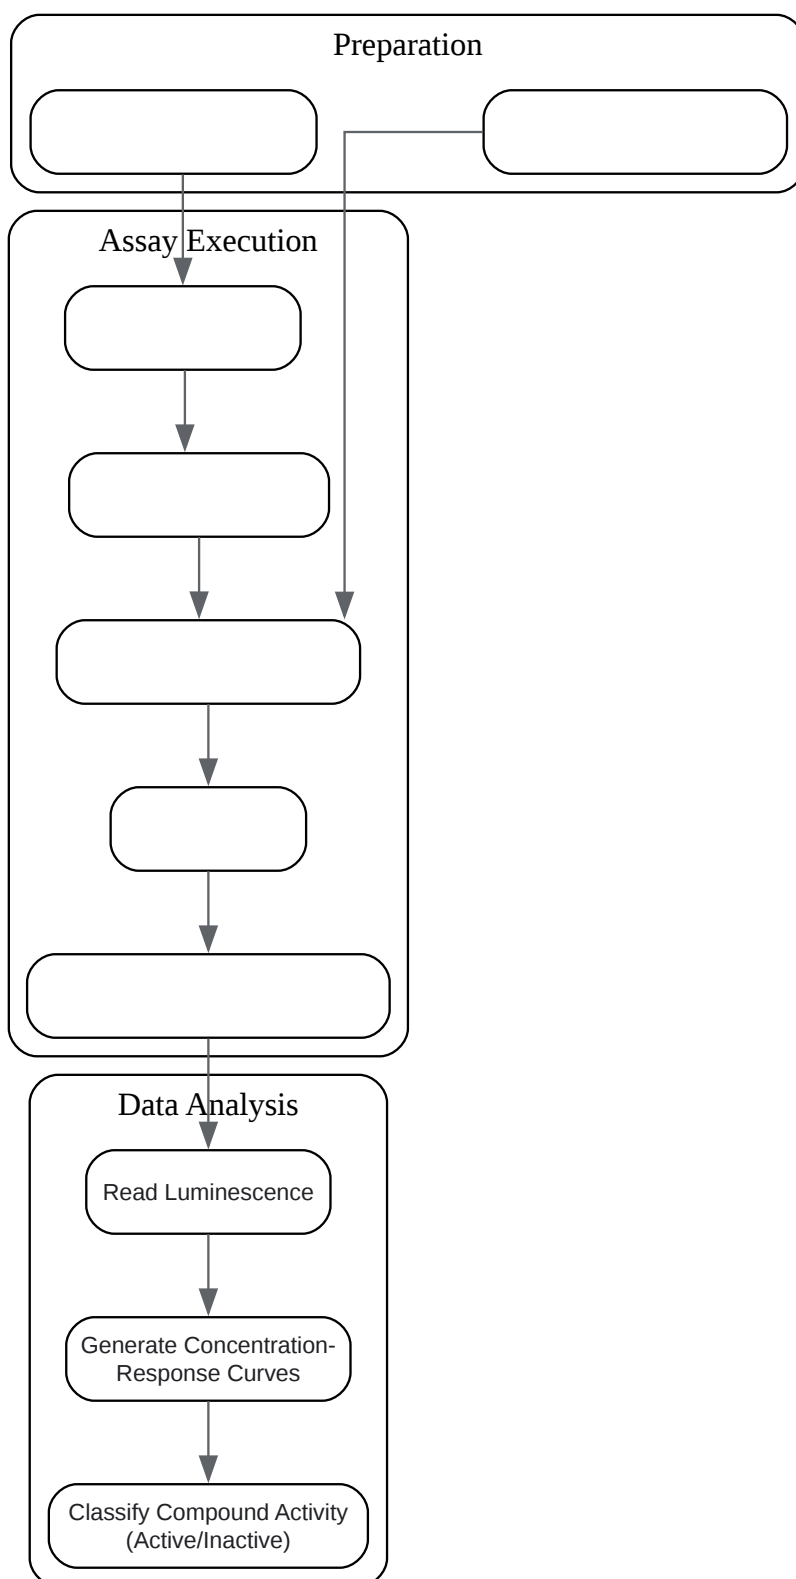 Preparation
Assay Execution
Data Analysis
Read Luminescence
Generate Concentration-
Response Curves
Classify Compound Activity
(Active/Inactive)